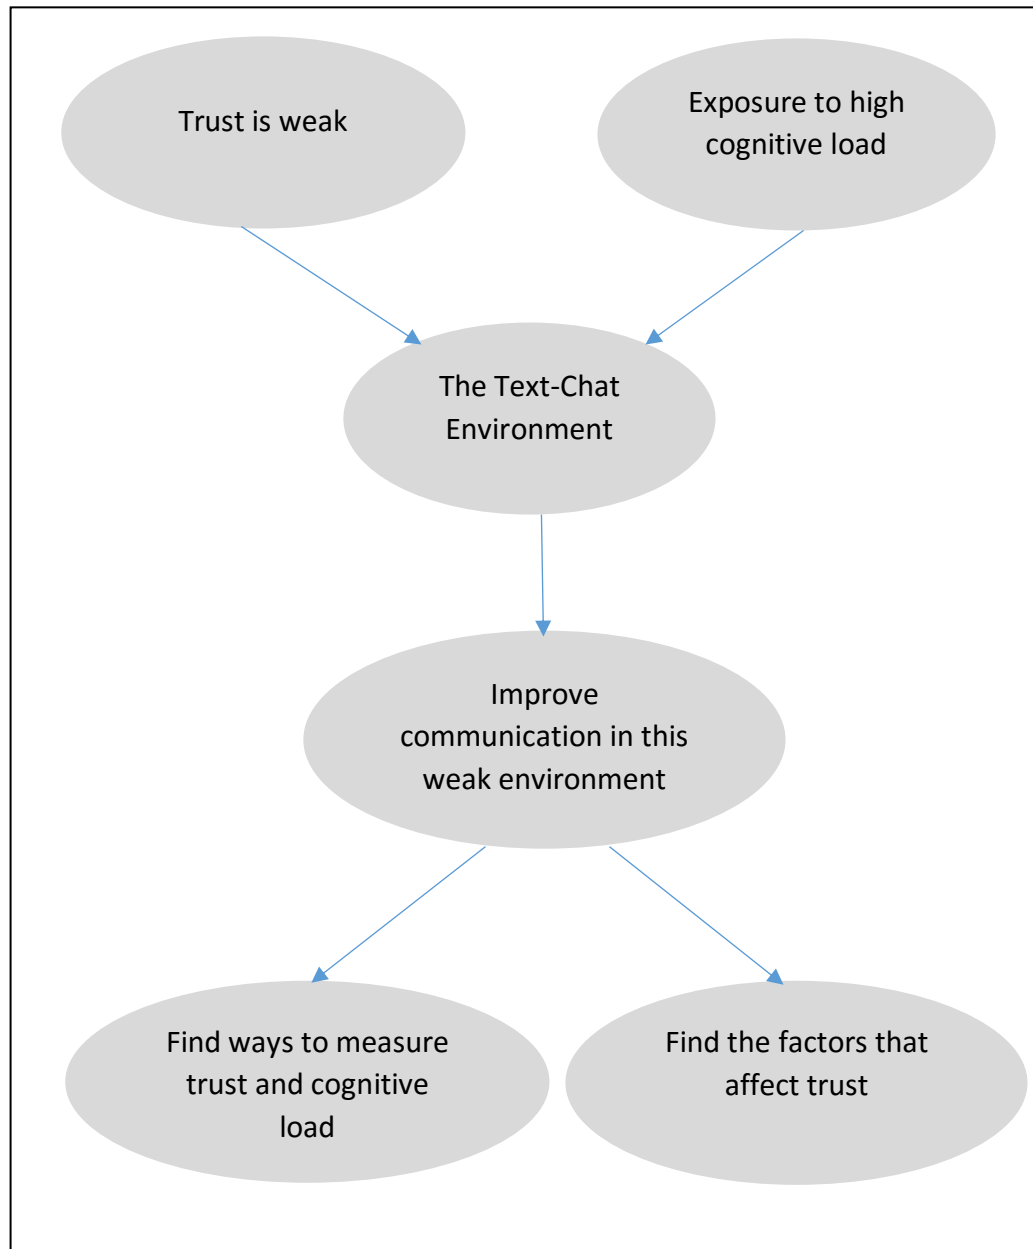 Trust is weak
Exposure to high
cognitive load
The Text-Chat
Environment
Improve
communication in this
weak environment
Find ways to measure
trust and cognitive
load
Find the factors that
affect trust